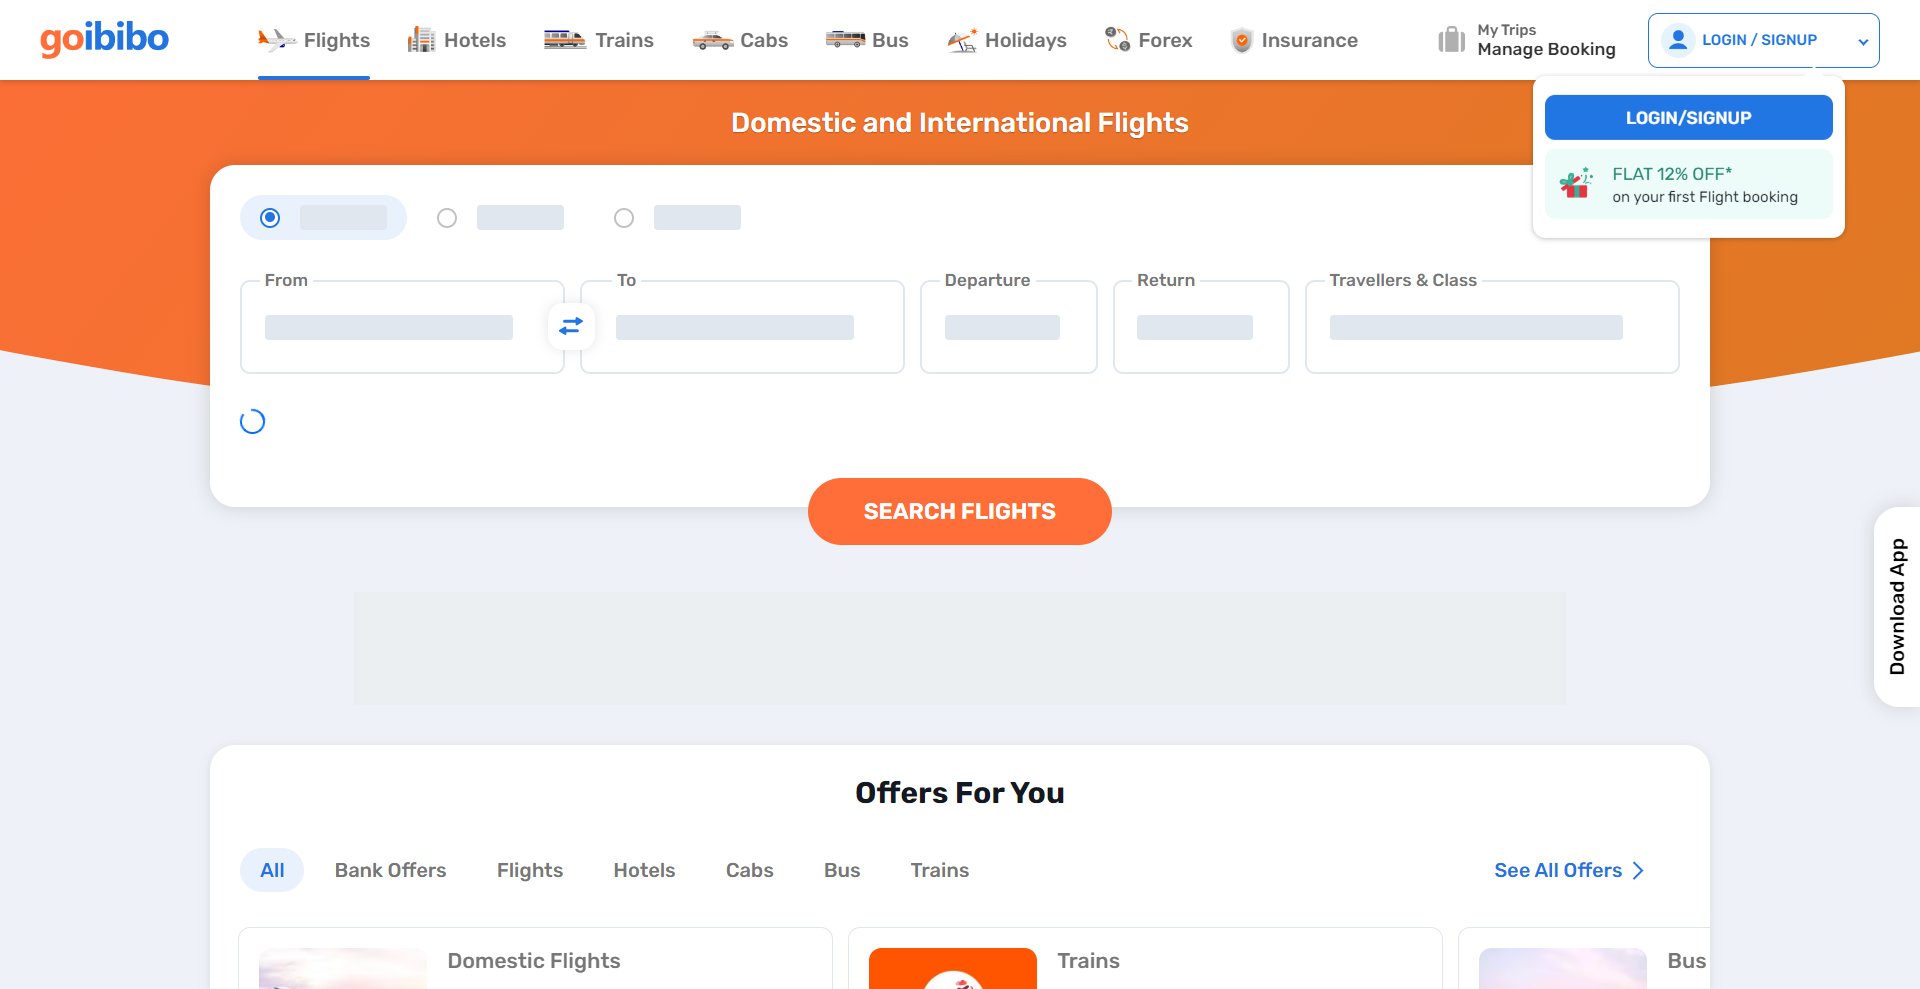 goibibo
Flights
Hotels
Trains
Cabs
Bus
Holidays
Forex
Insurance
My Trips
Manage Booking
LOGIN / SIGNUP
LOGIN/SIGNUP
FLAT 12% OFF*
on your first Flight booking
Domestic and International Flights
From
To
Departure
Return
Travellers & Class
SEARCH FLIGHTS
Download App
Offers For You
All
Bank Offers
Flights
Hotels
Cabs
Bus
Trains
See All Offers
Domestic Flights
Trains
Bus